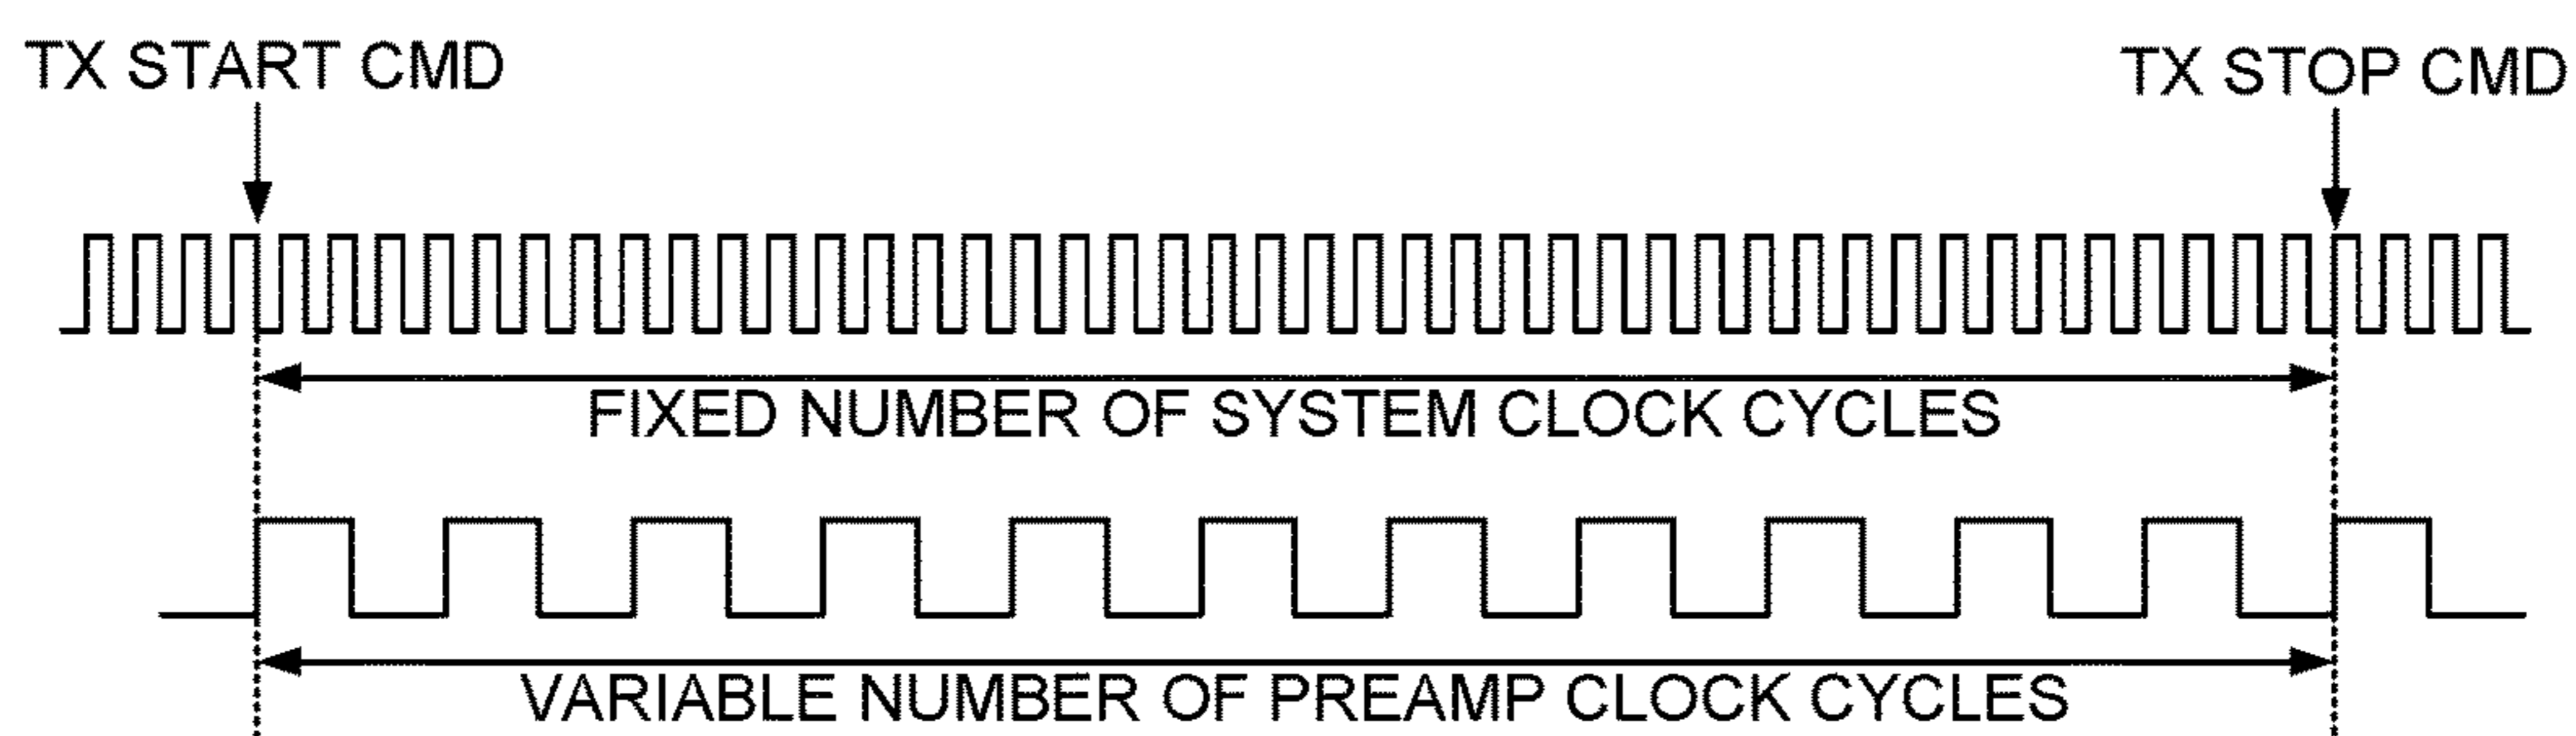 TX START CMD
TX STOP CMD
FIXED NUMBER OF SYSTEM CLOCK CYCLES
VARIABLE NUMBER OF PREAMP CLOCK CYCLES